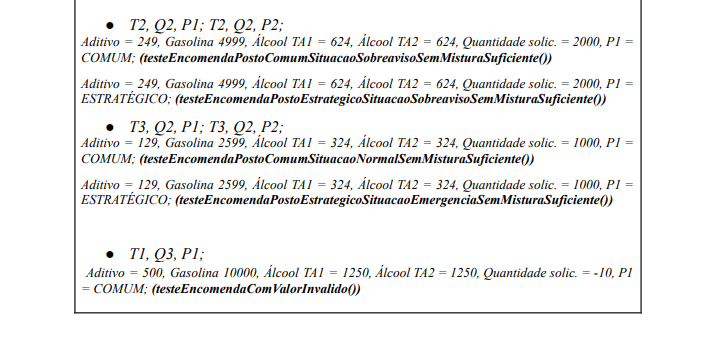 ● T2, Q2, P1; T2, Q2, P2;
Aditivo = 249, Gasolina 4999, Álcool TA1 = 624, Álcool TA2 = 624, Quantidade solic. = 2000, P1 =
COMUM; (testeEncomendaPostoComumSituacaoSobreavisoSemMisturaSuficiente())
Aditivo = 249, Gasolina 4999, Álcool TA1 = 624, Álcool TA2 = 624, Quantidade solic. = 2000, P1 =
ESTRATÉGICO; (testeEncomendaPostoEstrategicoSituacaoSobreavisoSemMisturaSuficiente())
● T3, Q2, P1; T3, Q2, P2;
Aditivo = 129, Gasolina 2599, Álcool TA1 = 324, Álcool TA2 = 324, Quantidade solic. = 1000, P1 =
COMUM; (testeEncomendaPostoComumSituacaoNormalSemMisturaSuficiente())
Aditivo = 129, Gasolina 2599, Álcool TA1 = 324, Álcool TA2 = 324, Quantidade solic. = 1000, P1 =
ESTRATÉGICO; (testeEncomendaPostoEstrategicoSituacaoEmergenciaSemMisturaSuficiente())
● T1, Q3, P1;
Aditivo = 500, Gasolina 10000, Álcool TA1 = 1250, Álcool TA2 = 1250, Quantidade solic. = -10, P1
= COMUM; (testeEncomendaComValorInvalido())